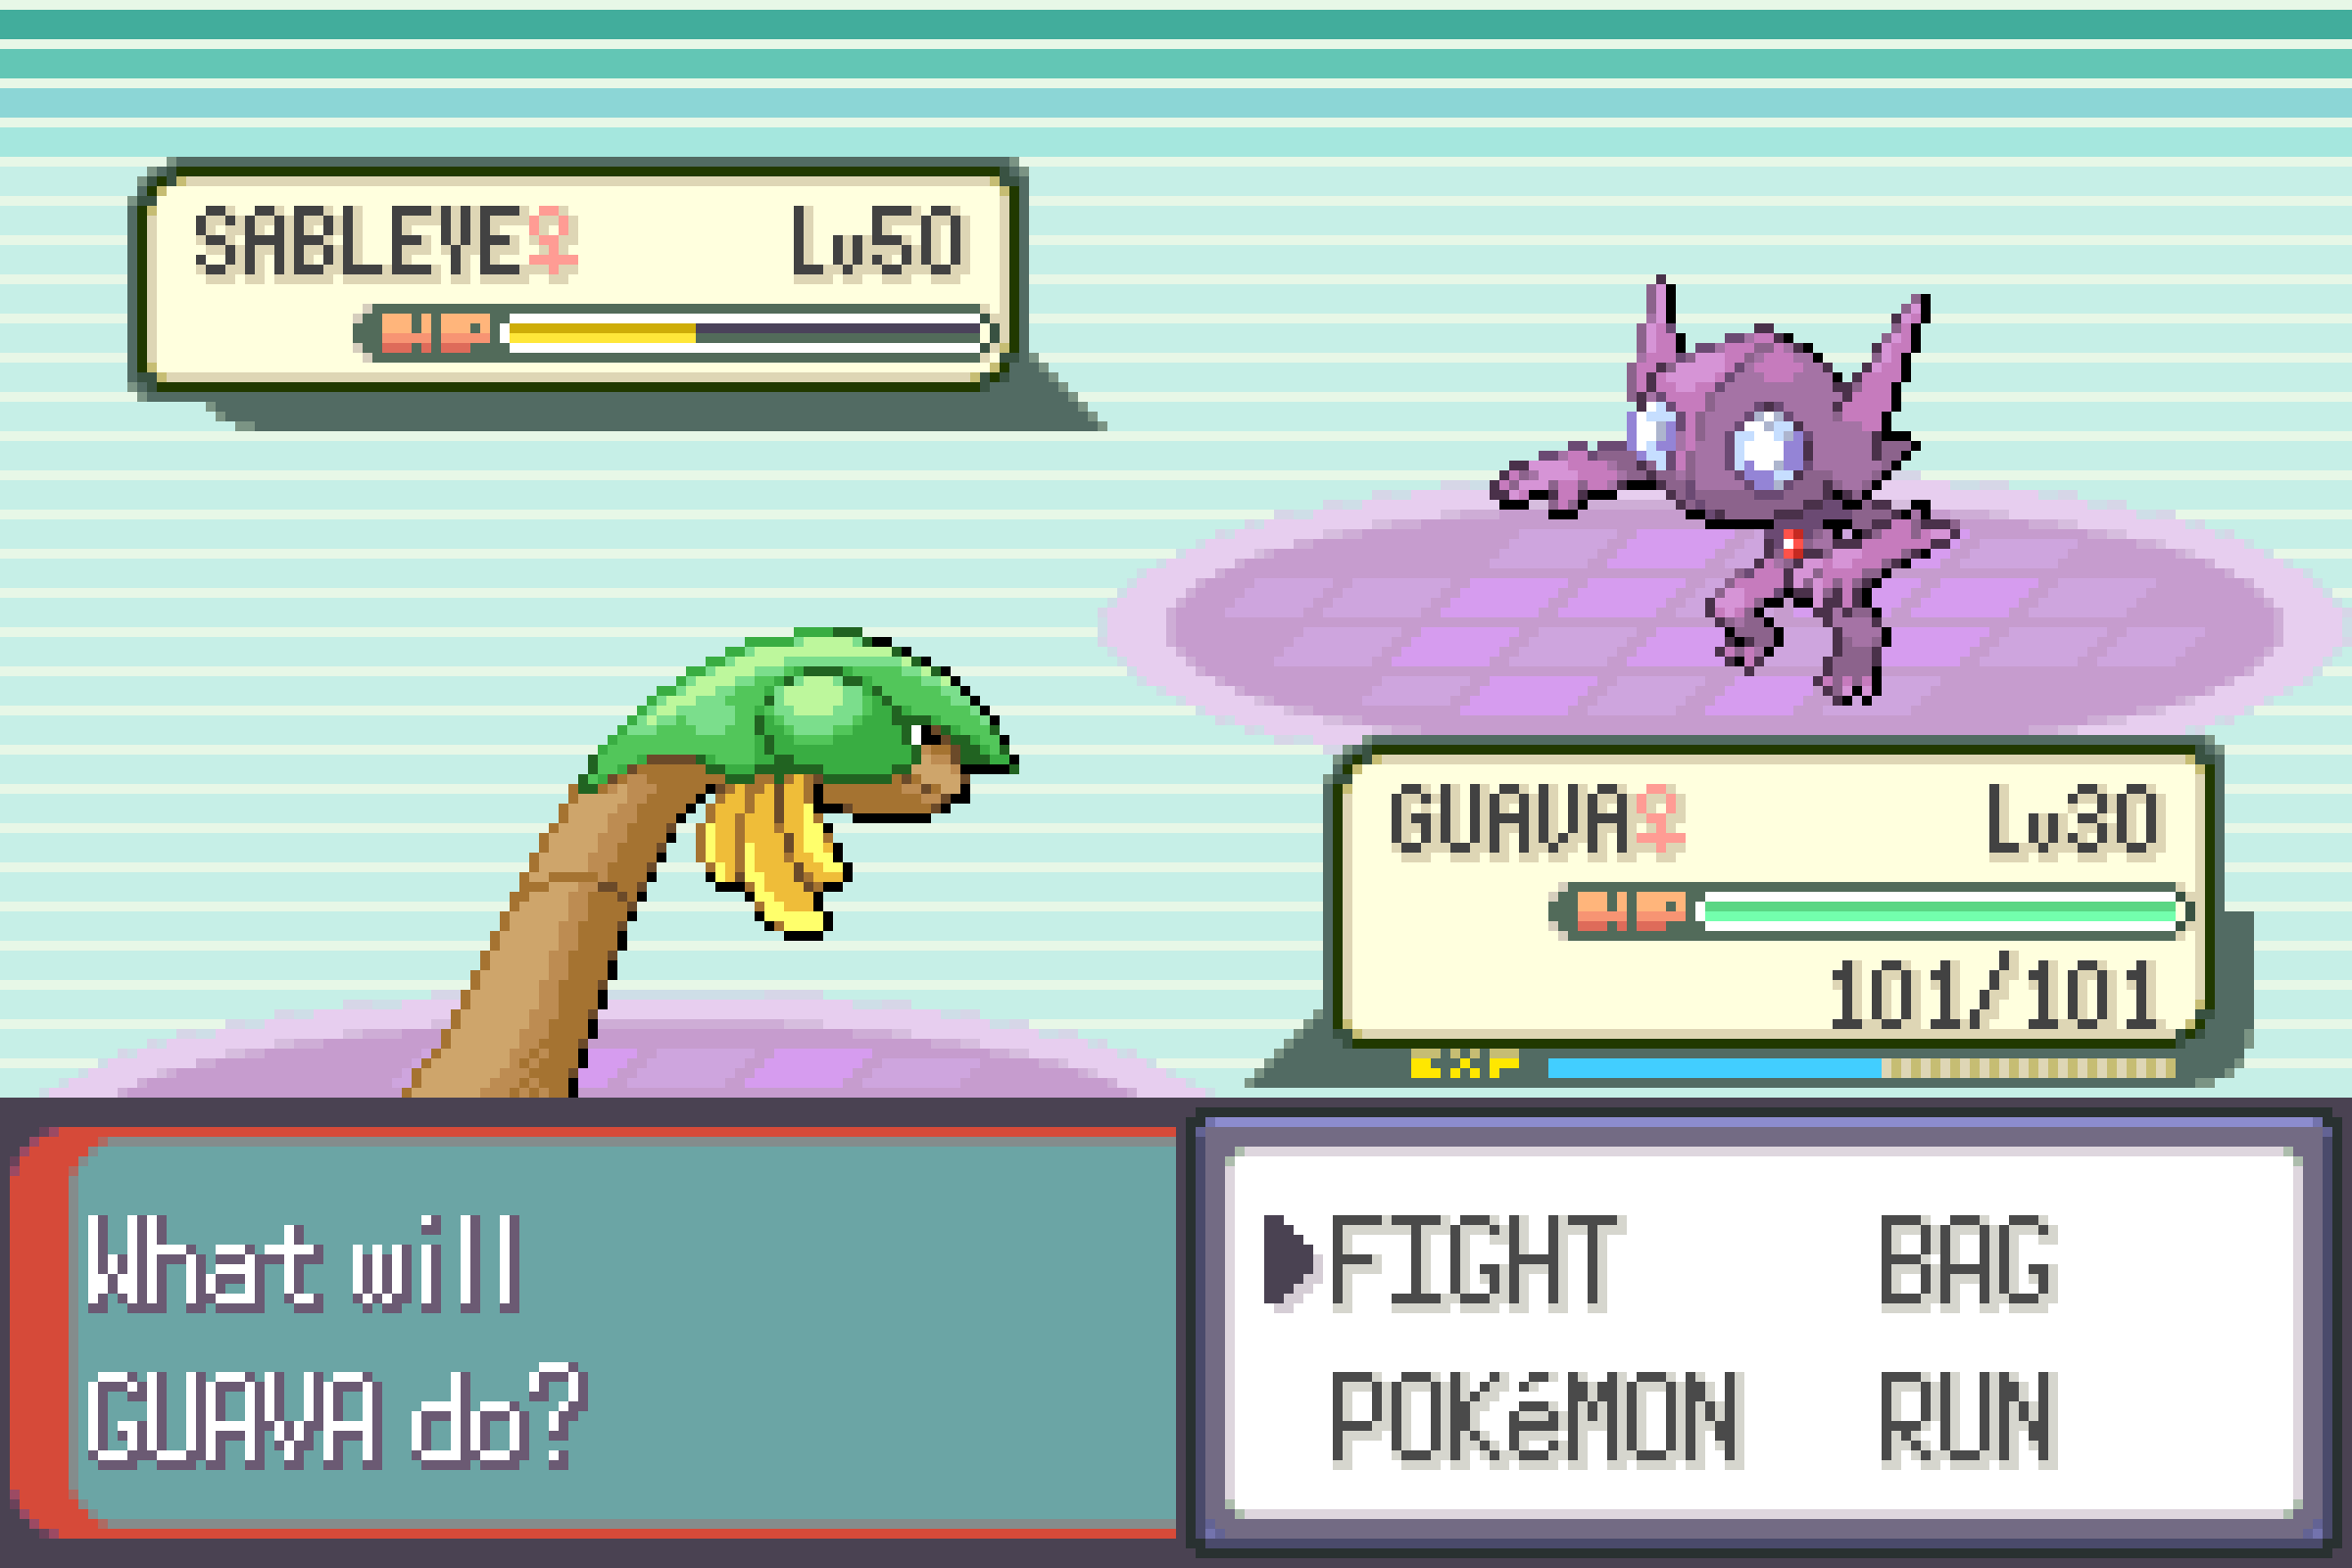 SABLEYE♀ Lv50
HP
GUAVA♀ Lv30
HP
101/101
EXP
What will
GUAVA do?
FIGHT BAG
POKéMON RUN